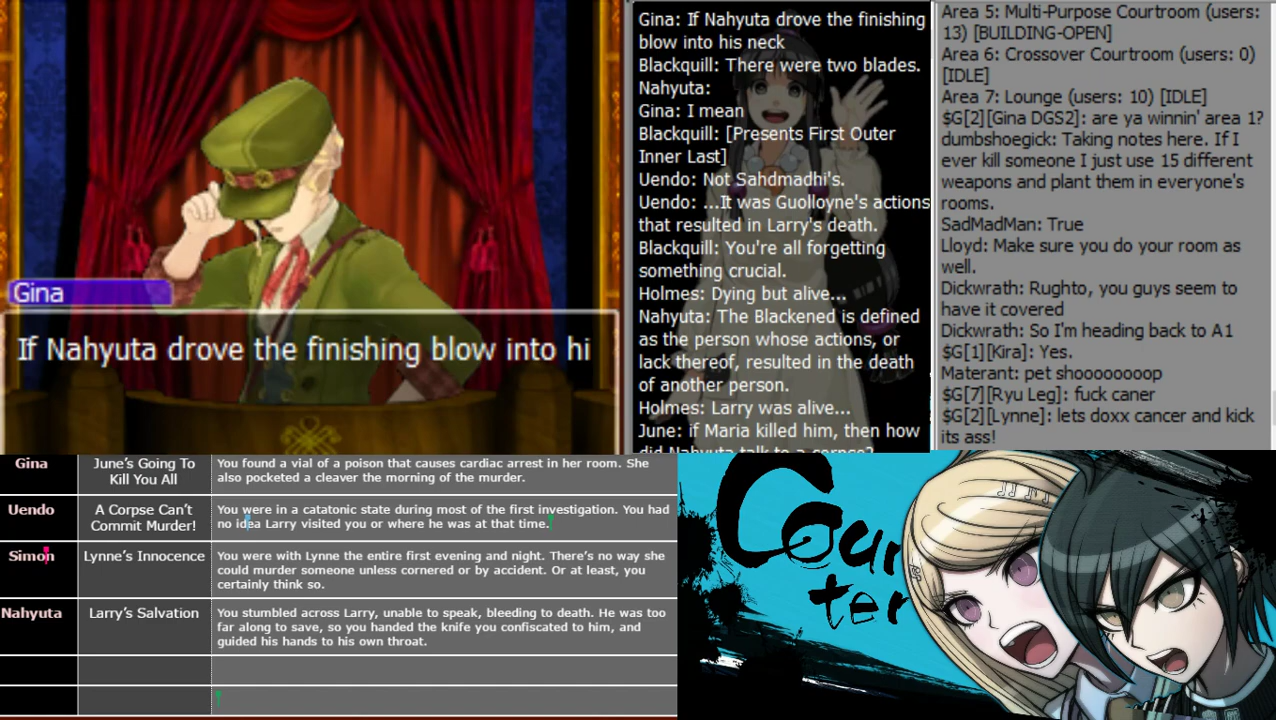 Gina
If Nahyuta drove the finishing blow into hi
Gina: If Nahyuta drove the finishing
blow into his neck
Blackquill: There were two blades.
Nahyuta:
Gina: I mean
Blackquill: [Presents First Outer
Inner Last]
Uendo: Not Sahdmadhi's.
Uendo: ...It was Guolloyne's actions
that resulted in Larry's death.
Blackquill: You're all forgetting
something crucial.
Holmes: Dying but alive...
Nahyuta: The Blackened is defined
as the person whose actions, or
lack thereof, resulted in the death
of another person.
Holmes: Larry was alive...
June: if Maria killed him, then how
did Nahyuta talk to a corpse?
Area 5: Multi-Purpose Courtroom (users:
13) [BUILDING-OPEN]
Area 6: Crossover Courtroom (users: 0)
[IDLE]
Area 7: Lounge (users: 10) [IDLE]
$G[2][Gina DGS2]: are ya winnin' area 1?
dumbshoegick: Taking notes here. If I
ever kill someone I just use 15 different
weapons and plant them in everyone's
rooms.
SadMadMan: True
Lloyd: Make sure you do your room as
well.
Dickwrath: Rughto, you guys seem to
have it covered
Dickwrath: So I'm heading back to A1
$G[1][Kira]: Yes.
Materant: pet shoooooooop
$G[7][Ryu Leg]: fuck caner
$G[2][Lynne]: lets doxx cancer and kick
its ass!
Gina
June's Going To
Kill You All
You found a vial of a poison that causes cardiac arrest in her room. She
also pocketed a cleaver the morning of the murder.
Uendo
A Corpse Can't
Commit Murder!
You were in a catatonic state during most of the first investigation. You had
no idea Larry visited you or where he was at that time.
Simon
Lynne's Innocence
You were with Lynne the entire first evening and night. There's no way she
could murder someone unless cornered or by accident. Or at least, you
certainly think so.
Nahyuta
Larry's Salvation
You stumbled across Larry, unable to speak, bleeding to death. He was too
far along to save, so you handed the knife you confiscated to him, and
guided his hands to his own throat.
Coun
ter